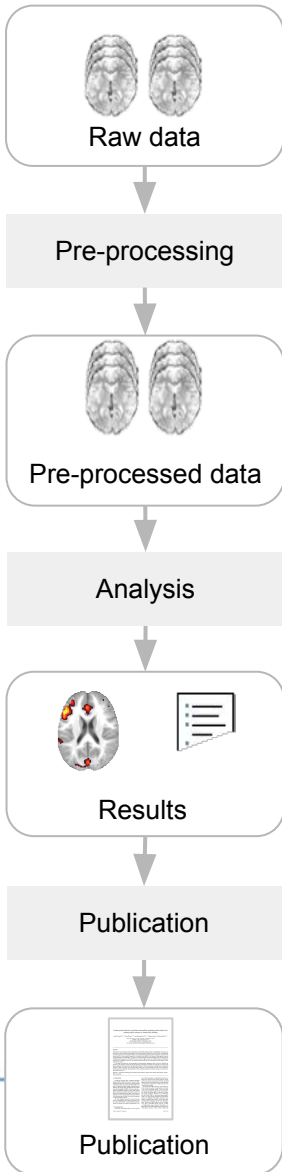 Raw data
Pre-processing
Pre-processed data
Analysis
Results
Publication
Publication